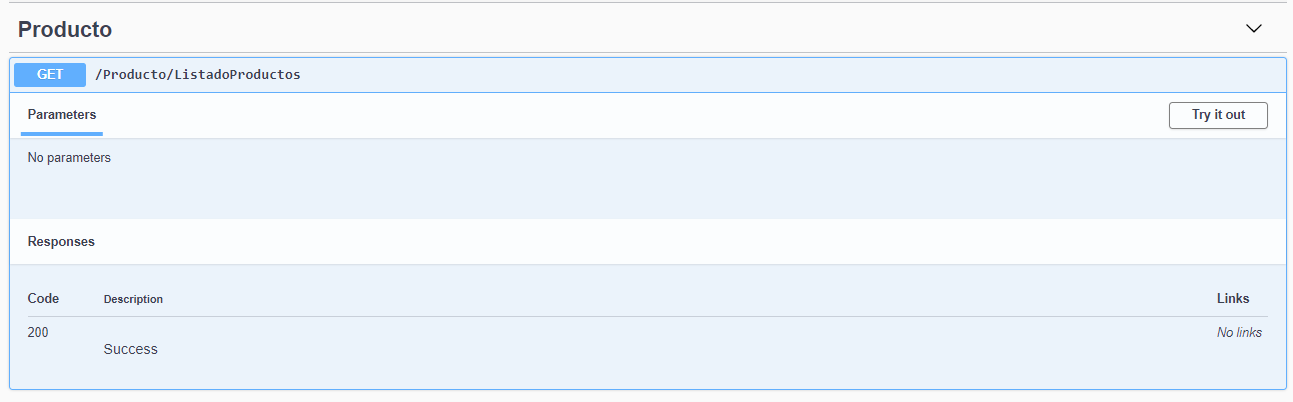 Producto
GET /Producto/ListadoProductos
Parameters Try it out
No parameters
Responses
Code Description Links
200 No links
Success